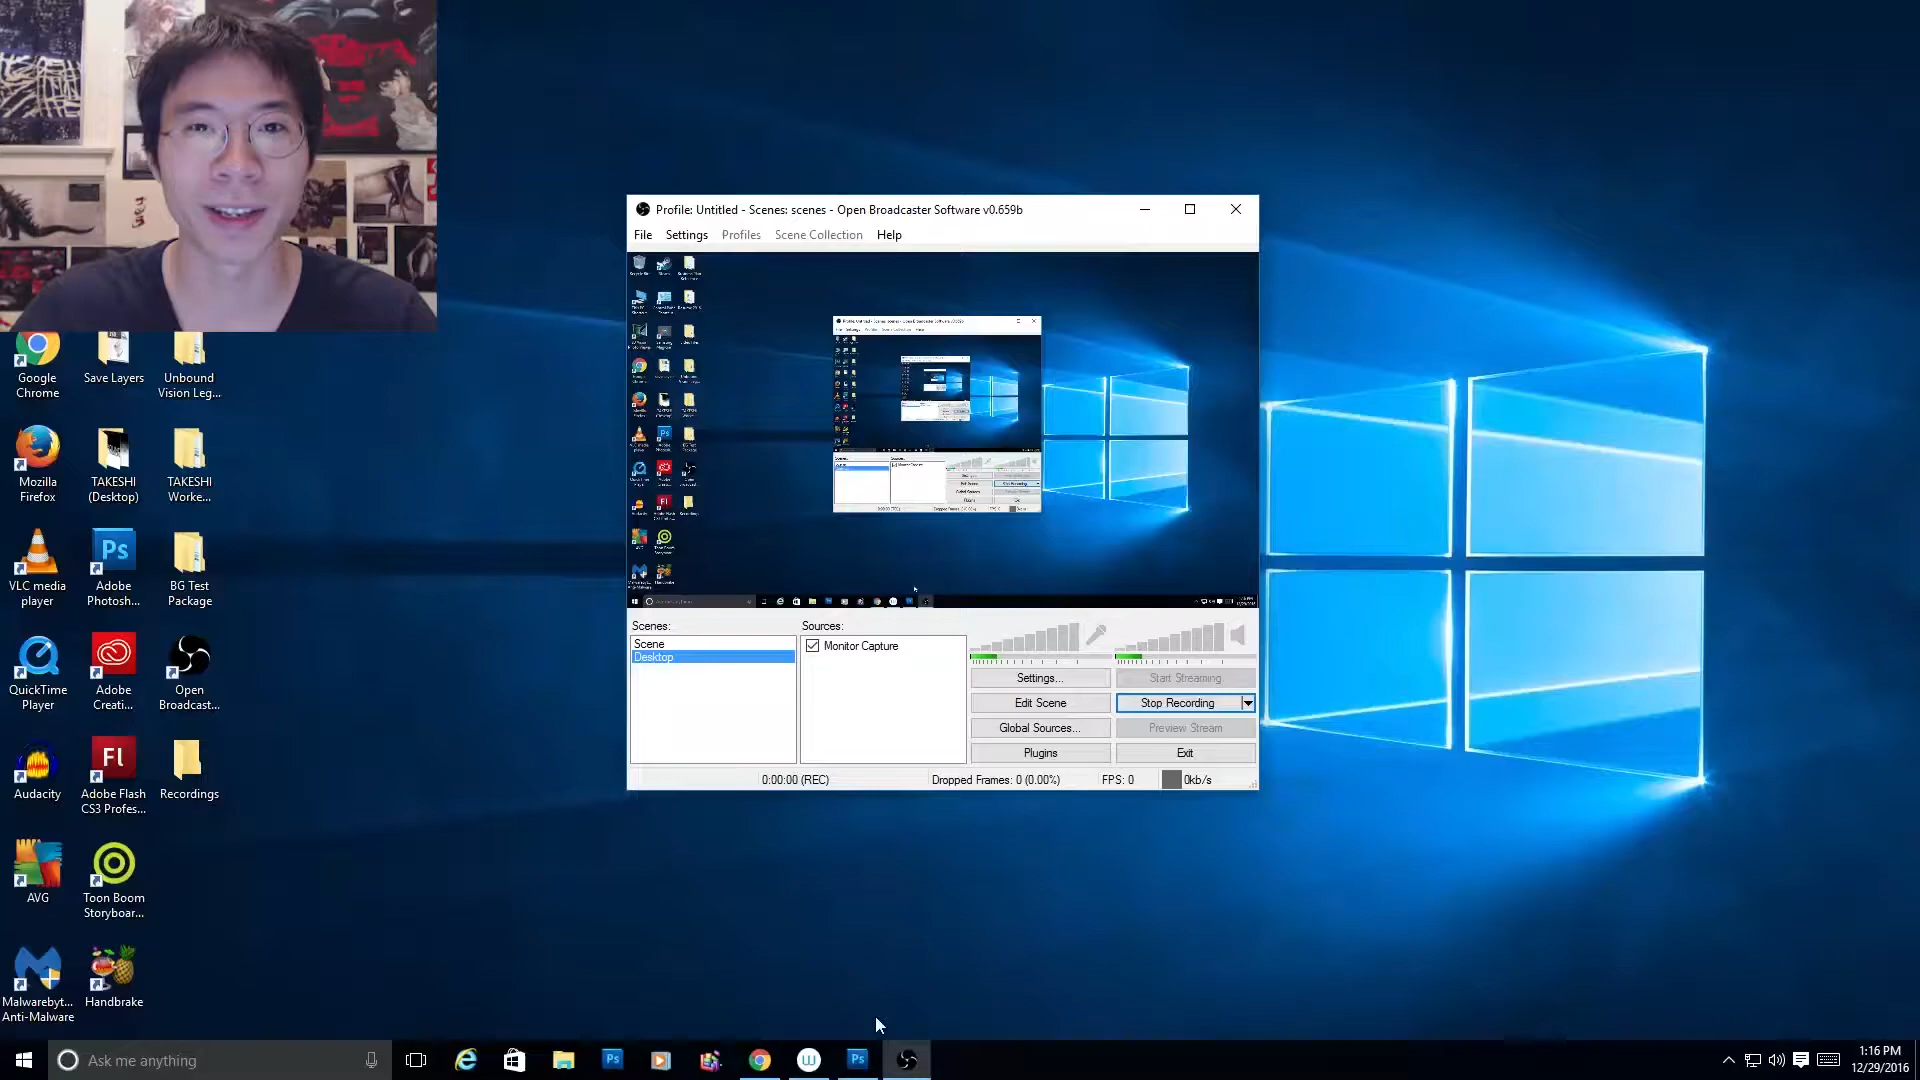 Profile: Untitled - Scenes: scenes - Open Broadcaster Software v0.659b
File Settings Profiles Scene Collection Help
Google
Chrome
Save Layers
Unbound
Vision Leg...
Mozilla
Firefox
TAKESHI
(Desktop)
TAKESHI
Worke...
VLC media
player
Adobe
Photosh...
BG Test
Package
QuickTime
Player
Adobe
Creati...
Open
Broadcast...
Audacity
Adobe Flash
CS3 Profes...
Recordings
AVG
Toon Boom
Storyboar...
Malwarebyt...
Anti-Malware
Handbrake
Scenes:
Scene
Desktop
Sources:
Monitor Capture
Settings...
Start Streaming
Edit Scene
Stop Recording
Global Sources...
Preview Stream
Plugins
Exit
0:00:00 (REC)
Dropped Frames: 0 (0.00%)
FPS: 0
0kb/s
Ask me anything
1:16 PM
12/29/2016